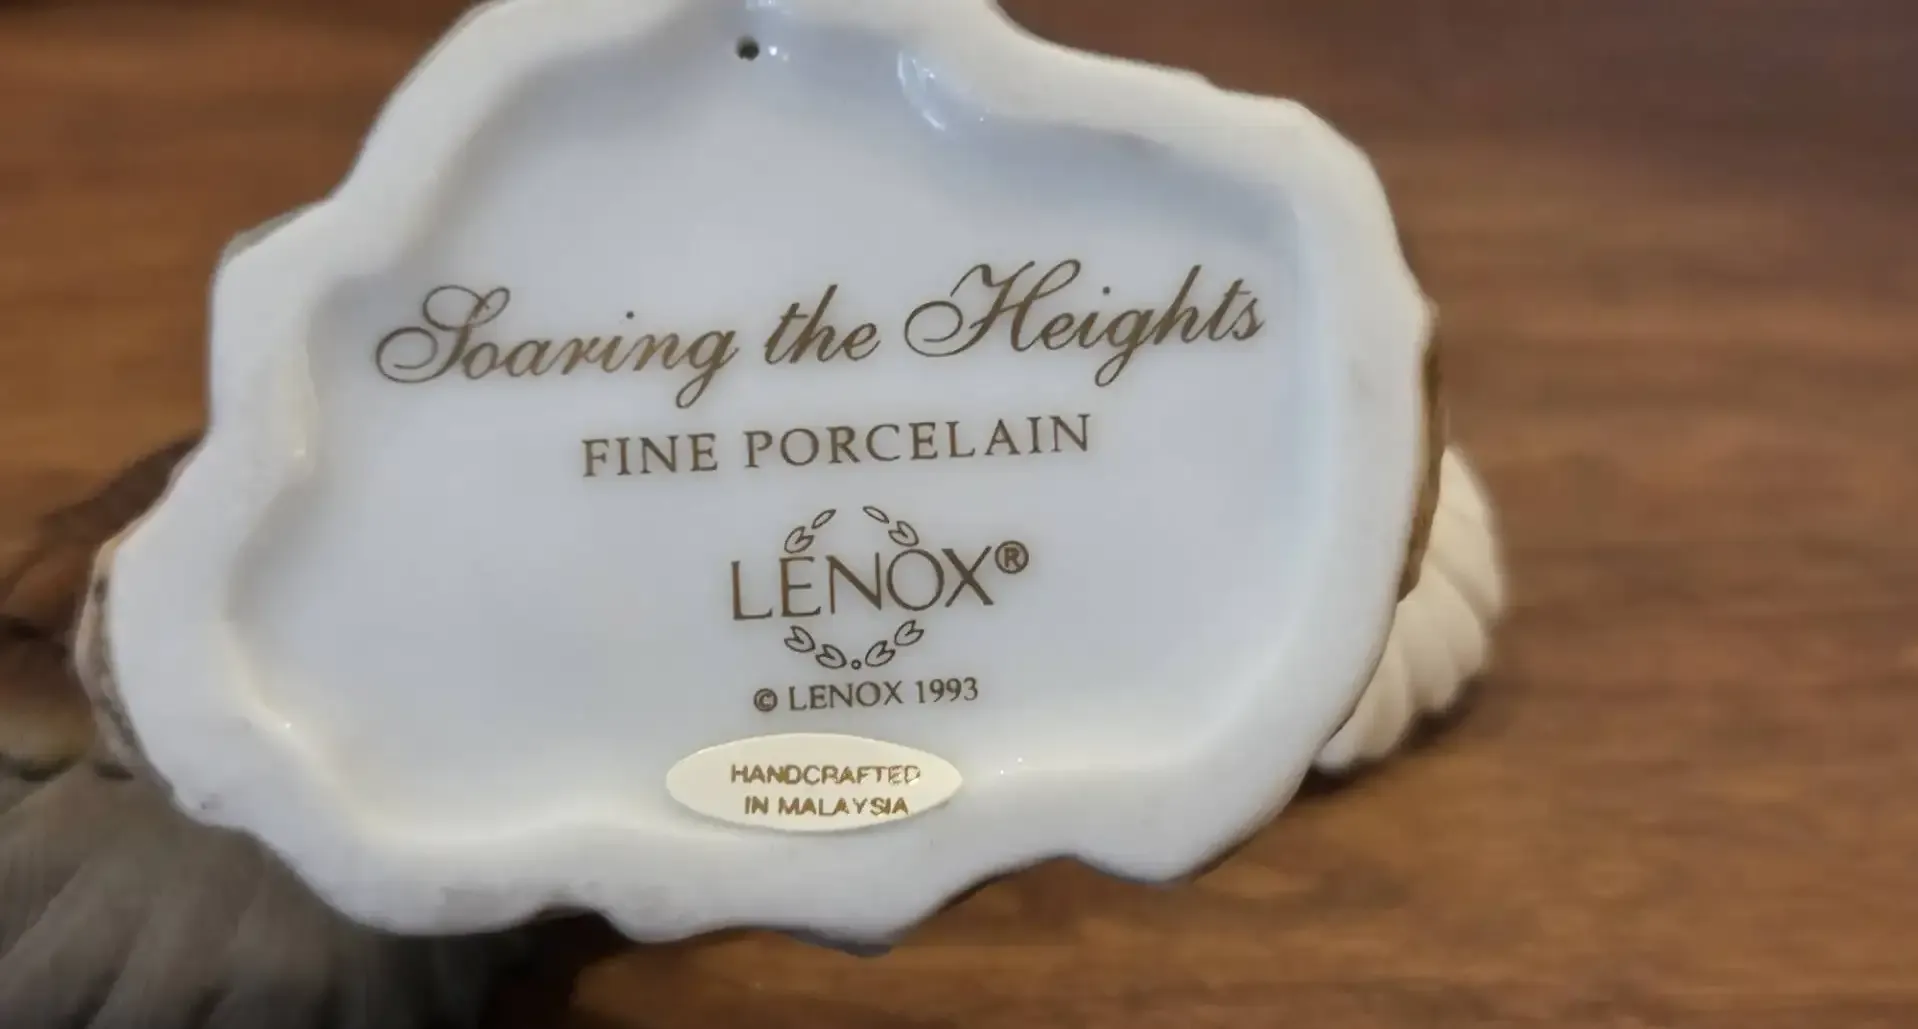 Soaring the Heights
FINE PORCELAIN
LENOX®
© LENOX 1993
HANDCRAFTED
IN MALAYSIA